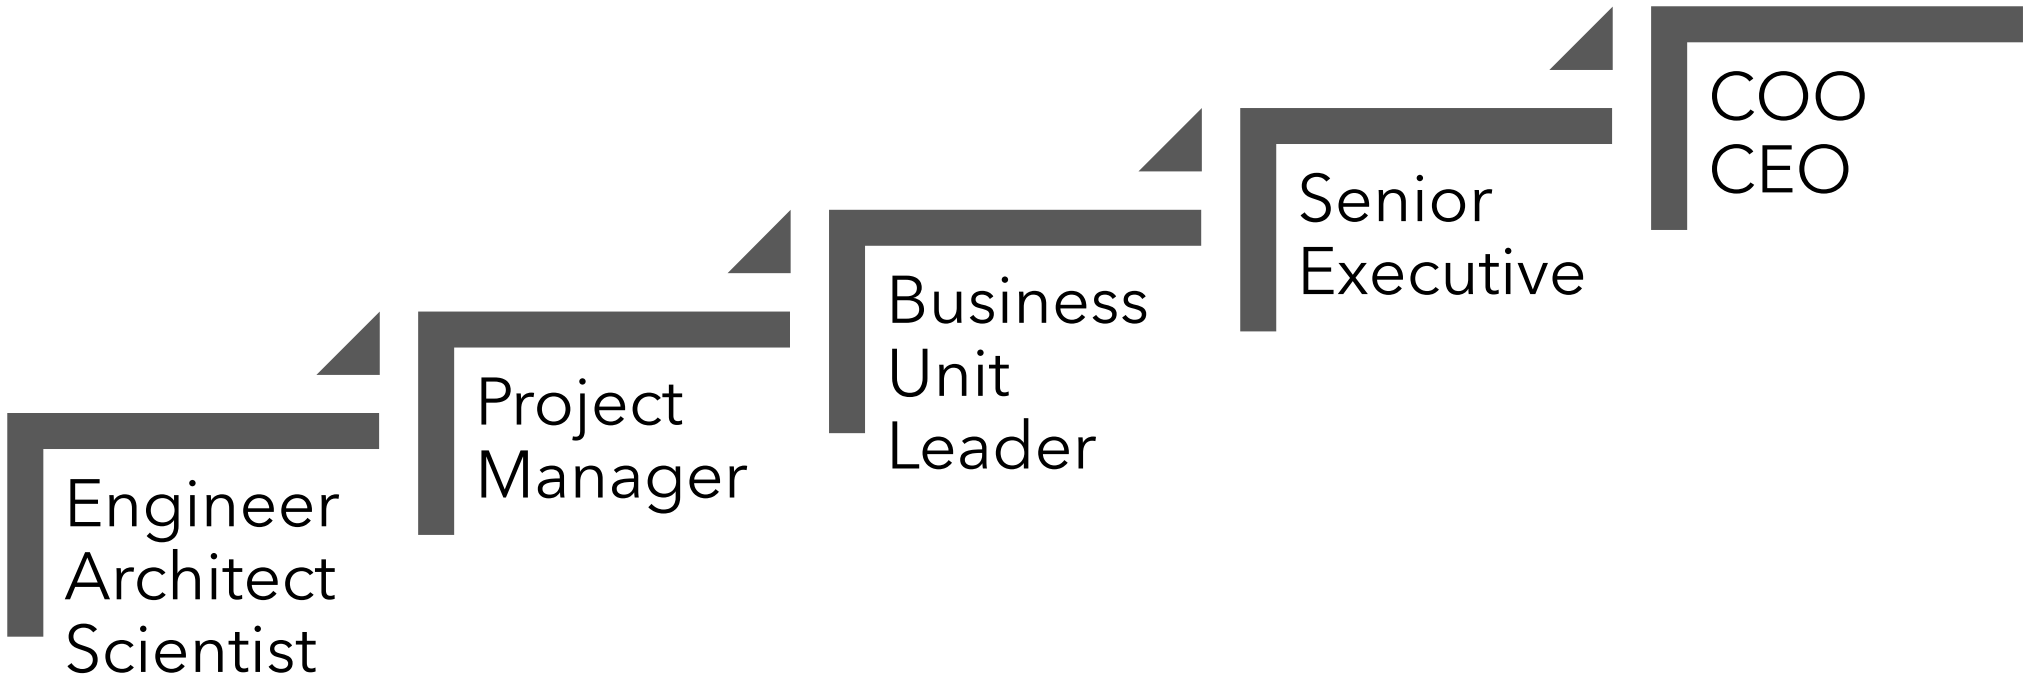 Engineer
Architect
Scientist
Project
Manager
Business
Unit
Leader
Senior
Executive
COO
CEO